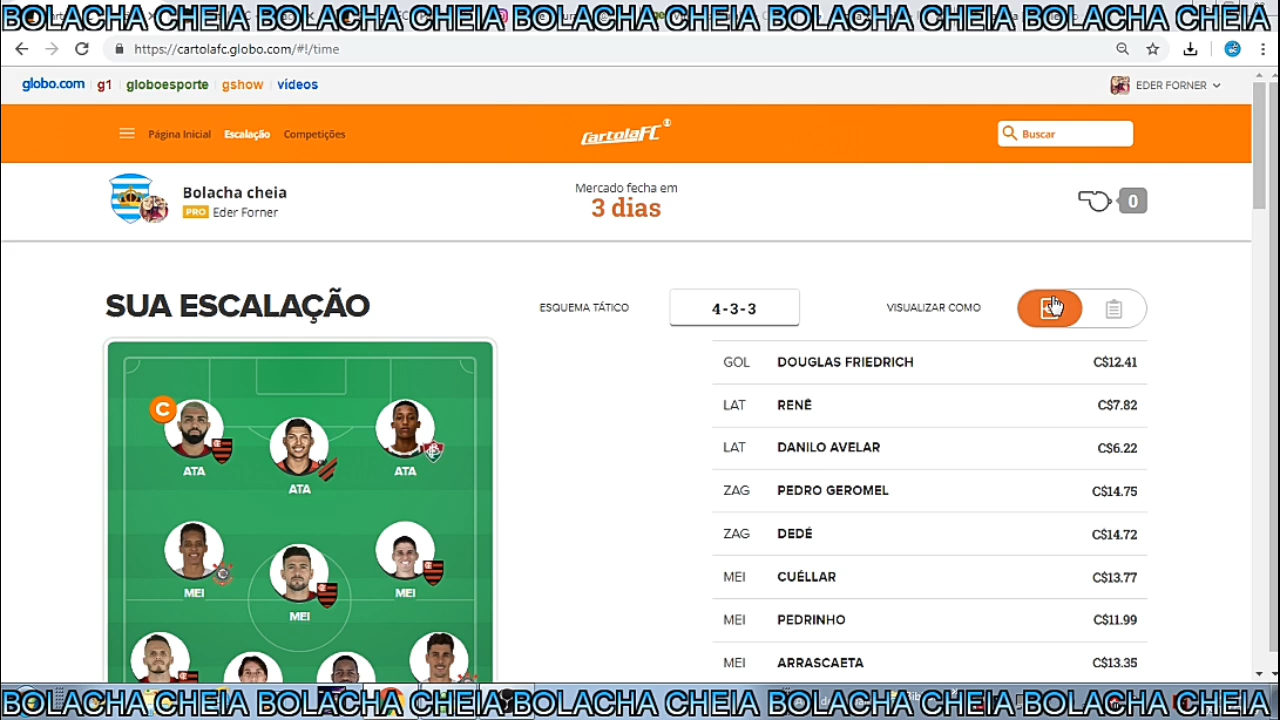 BOLACHA CHEIA BOLACHA CHEIA BOLACHA CHEIA BOLACHA CHEIA BOLACHA CHEIA
https://cartolafc.globo.com/#!/time
globo.com g1 globoesporte gshow vídeos EDER FORNER
Página Inicial Escalação Competições CartolaFC Buscar
Bolacha cheia
PRO Eder Forner
Mercado fecha em
3 dias
0
SUA ESCALAÇÃO
ESQUEMA TÁTICO 4-3-3 VISUALIZAR COMO
C
ATA
ATA
ATA
MEI
MEI
MEI
GOL DOUGLAS FRIEDRICH C$12.41
LAT RENÊ C$7.82
LAT DANILO AVELAR C$6.22
ZAG PEDRO GEROMEL C$14.75
ZAG DEDÉ C$14.72
MEI CUÉLLAR C$13.77
MEI PEDRINHO C$11.99
MEI ARRASCAETA C$13.35
BOLACHA CHEIA BOLACHA CHEIA BOLACHA CHEIA BOLACHA CHEIA BOLACHA CHEIA